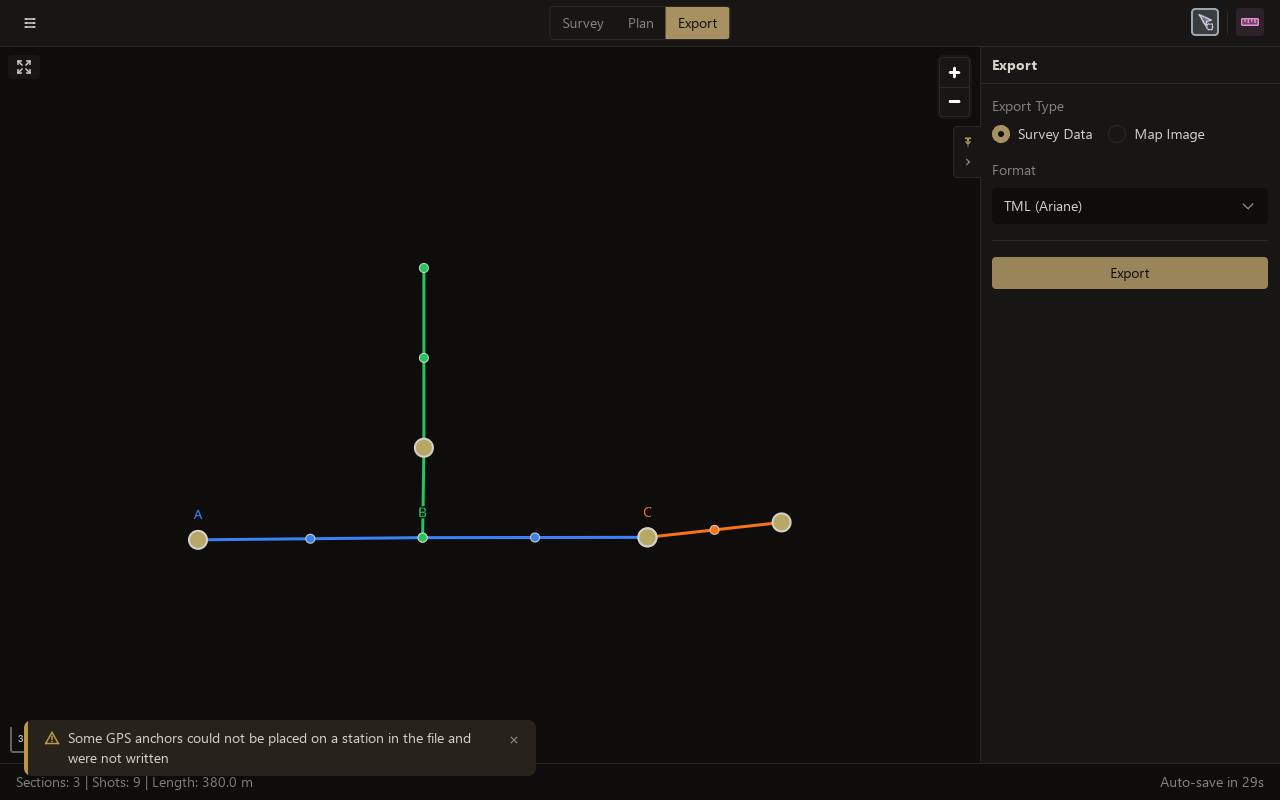 Survey Plan Export
Export
Export Type
Survey Data Map Image
Format
TML (Ariane)
Export
A
B
C
3
Some GPS anchors could not be placed on a station in the file and
were not written
Sections: 3 | Shots: 9 | Length: 380.0 m
Auto-save in 29s